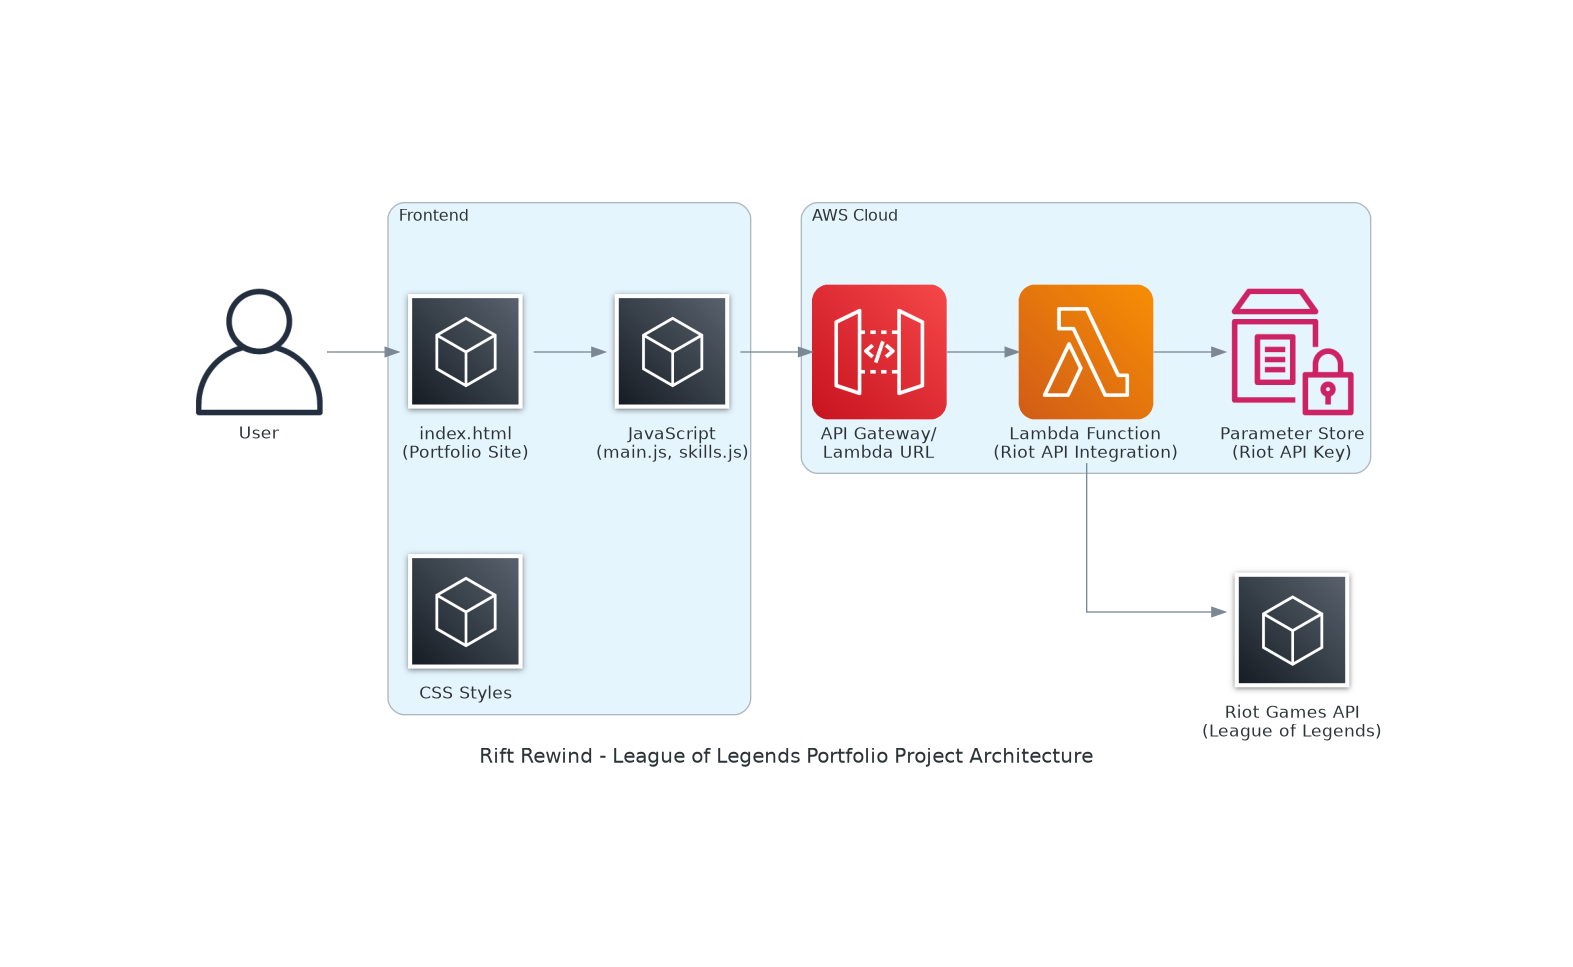 Frontend
AWS Cloud
User
index.html
(Portfolio Site)
JavaScript
(main.js, skills.js)
API Gateway/
Lambda URL
Lambda Function
(Riot API Integration)
Parameter Store
(Riot API Key)
CSS Styles
Riot Games API
(League of Legends)
Rift Rewind - League of Legends Portfolio Project Architecture